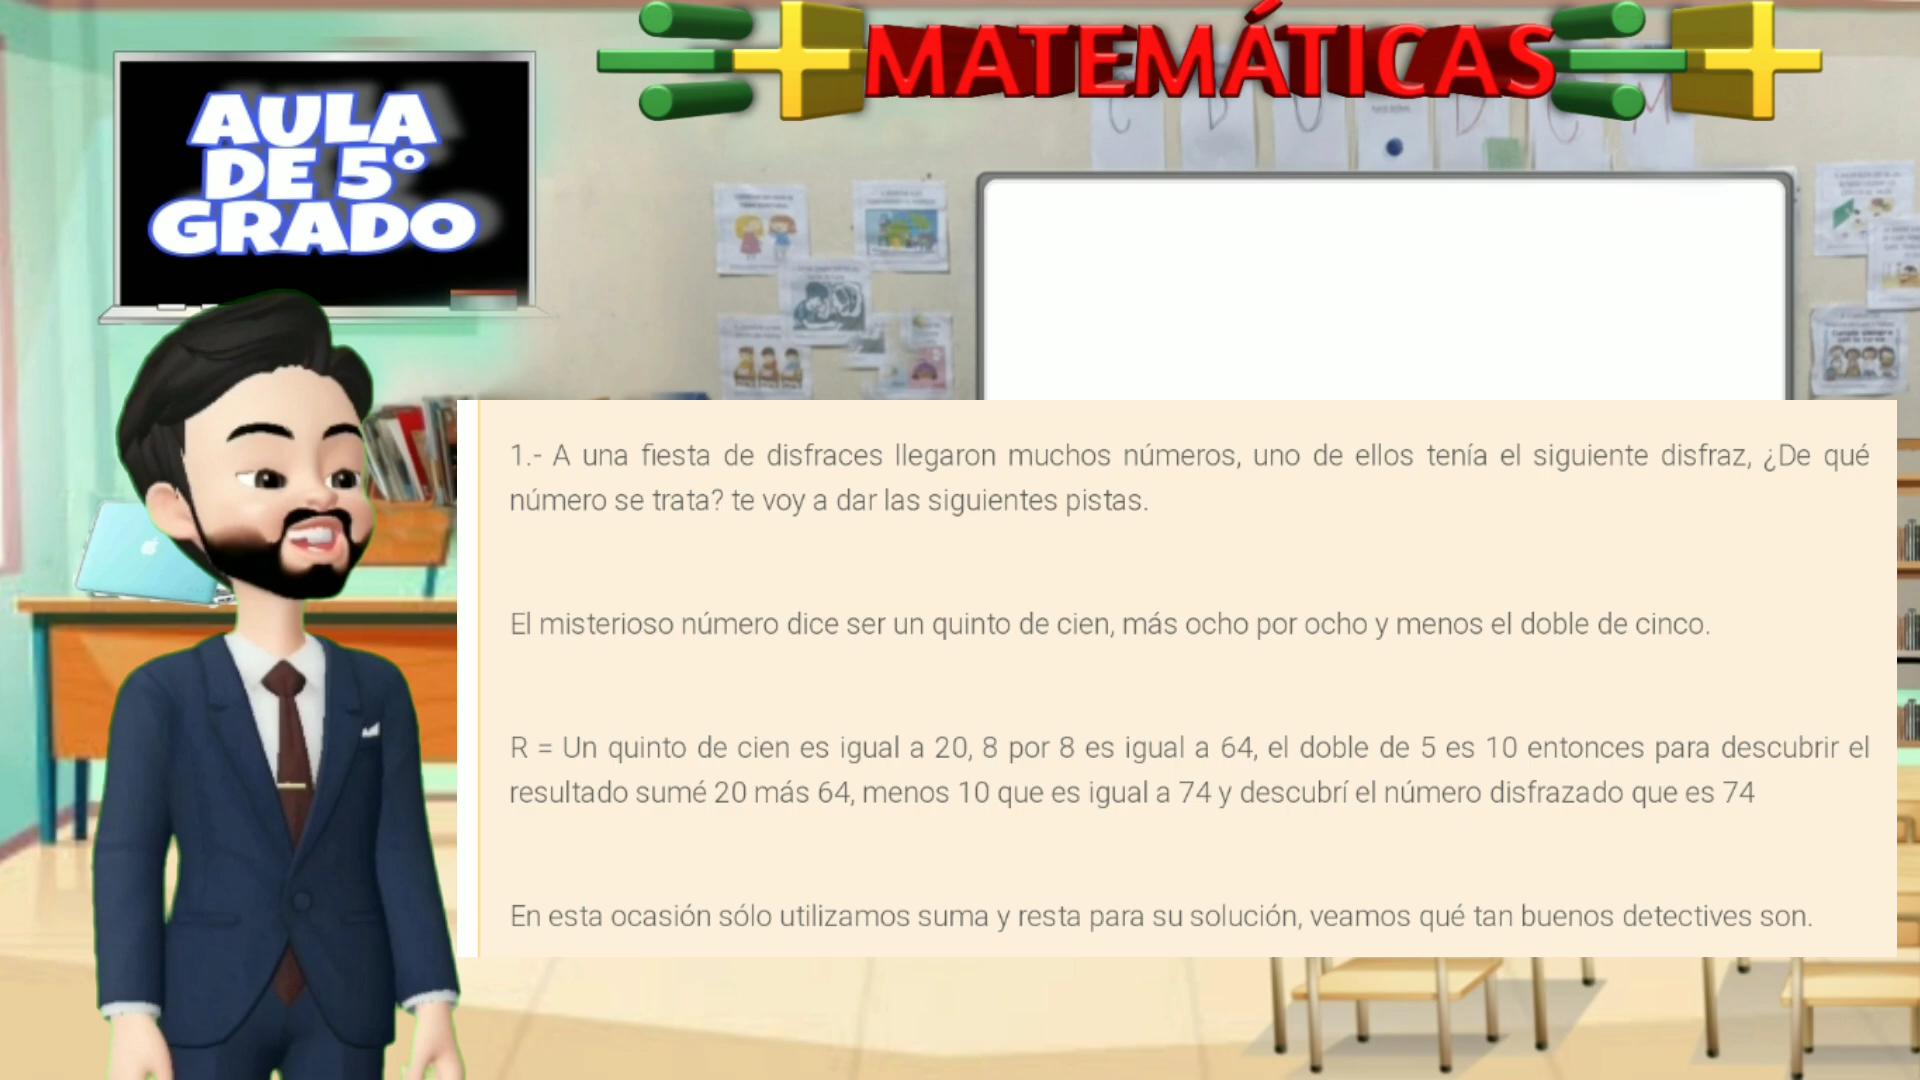 AULA
DE 5°
GRADO
MATEMÁTICAS
1.- A una fiesta de disfraces llegaron muchos números, uno de ellos tenía el siguiente disfraz, ¿De qué
número se trata? te voy a dar las siguientes pistas.
El misterioso número dice ser un quinto de cien, más ocho por ocho y menos el doble de cinco.
R = Un quinto de cien es igual a 20, 8 por 8 es igual a 64, el doble de 5 es 10 entonces para descubrir el
resultado sumé 20 más 64, menos 10 que es igual a 74 y descubrí el número disfrazado que es 74
En esta ocasión sólo utilizamos suma y resta para su solución, veamos qué tan buenos detectives son.